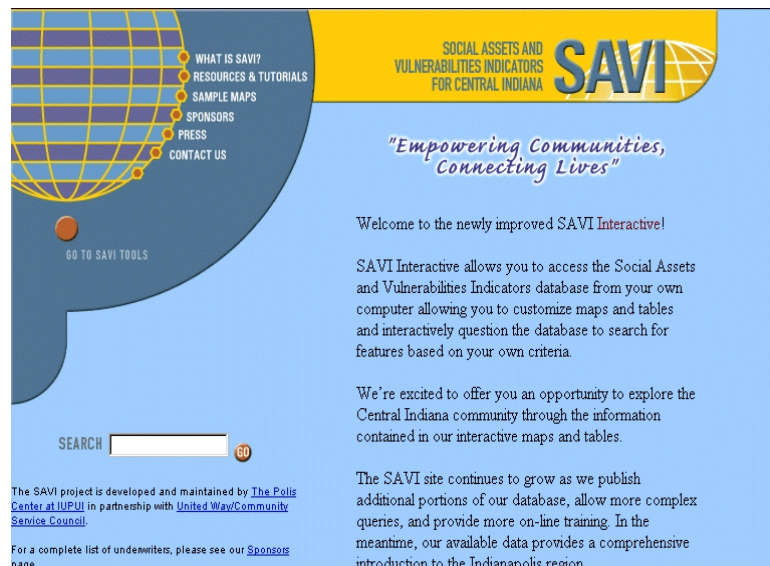 WHAT IS SAVI?
RESOURCES & TUTORIALS
SAMPLE MAPS
SPONSORS
PRESS
CONTACT US
GO TO SAVI TOOLS
SEARCH
GO
The SAVI project is developed and maintained by The Polis
Center at IUPUI in partnership with United Way/Community
Service Council.
For a complete list of underwriters, please see our Sponsors
page.
SOCIAL ASSETS AND
VULNERABILITIES INDICATORS
FOR CENTRAL INDIANA
SAVI
"Empowering Communities,
Connecting Lives"
Welcome to the newly improved SAVI Interactive!
SAVI Interactive allows you to access the Social Assets
and Vulnerabilities Indicators database from your own
computer allowing you to customize maps and tables
and interactively question the database to search for
features based on your own criteria.
We're excited to offer you an opportunity to explore the
Central Indiana community through the information
contained in our interactive maps and tables.
The SAVI site continues to grow as we publish
additional portions of our database, allow more complex
queries, and provide more on-line training. In the
meantime, our available data provides a comprehensive
introduction to the Indianapolis region